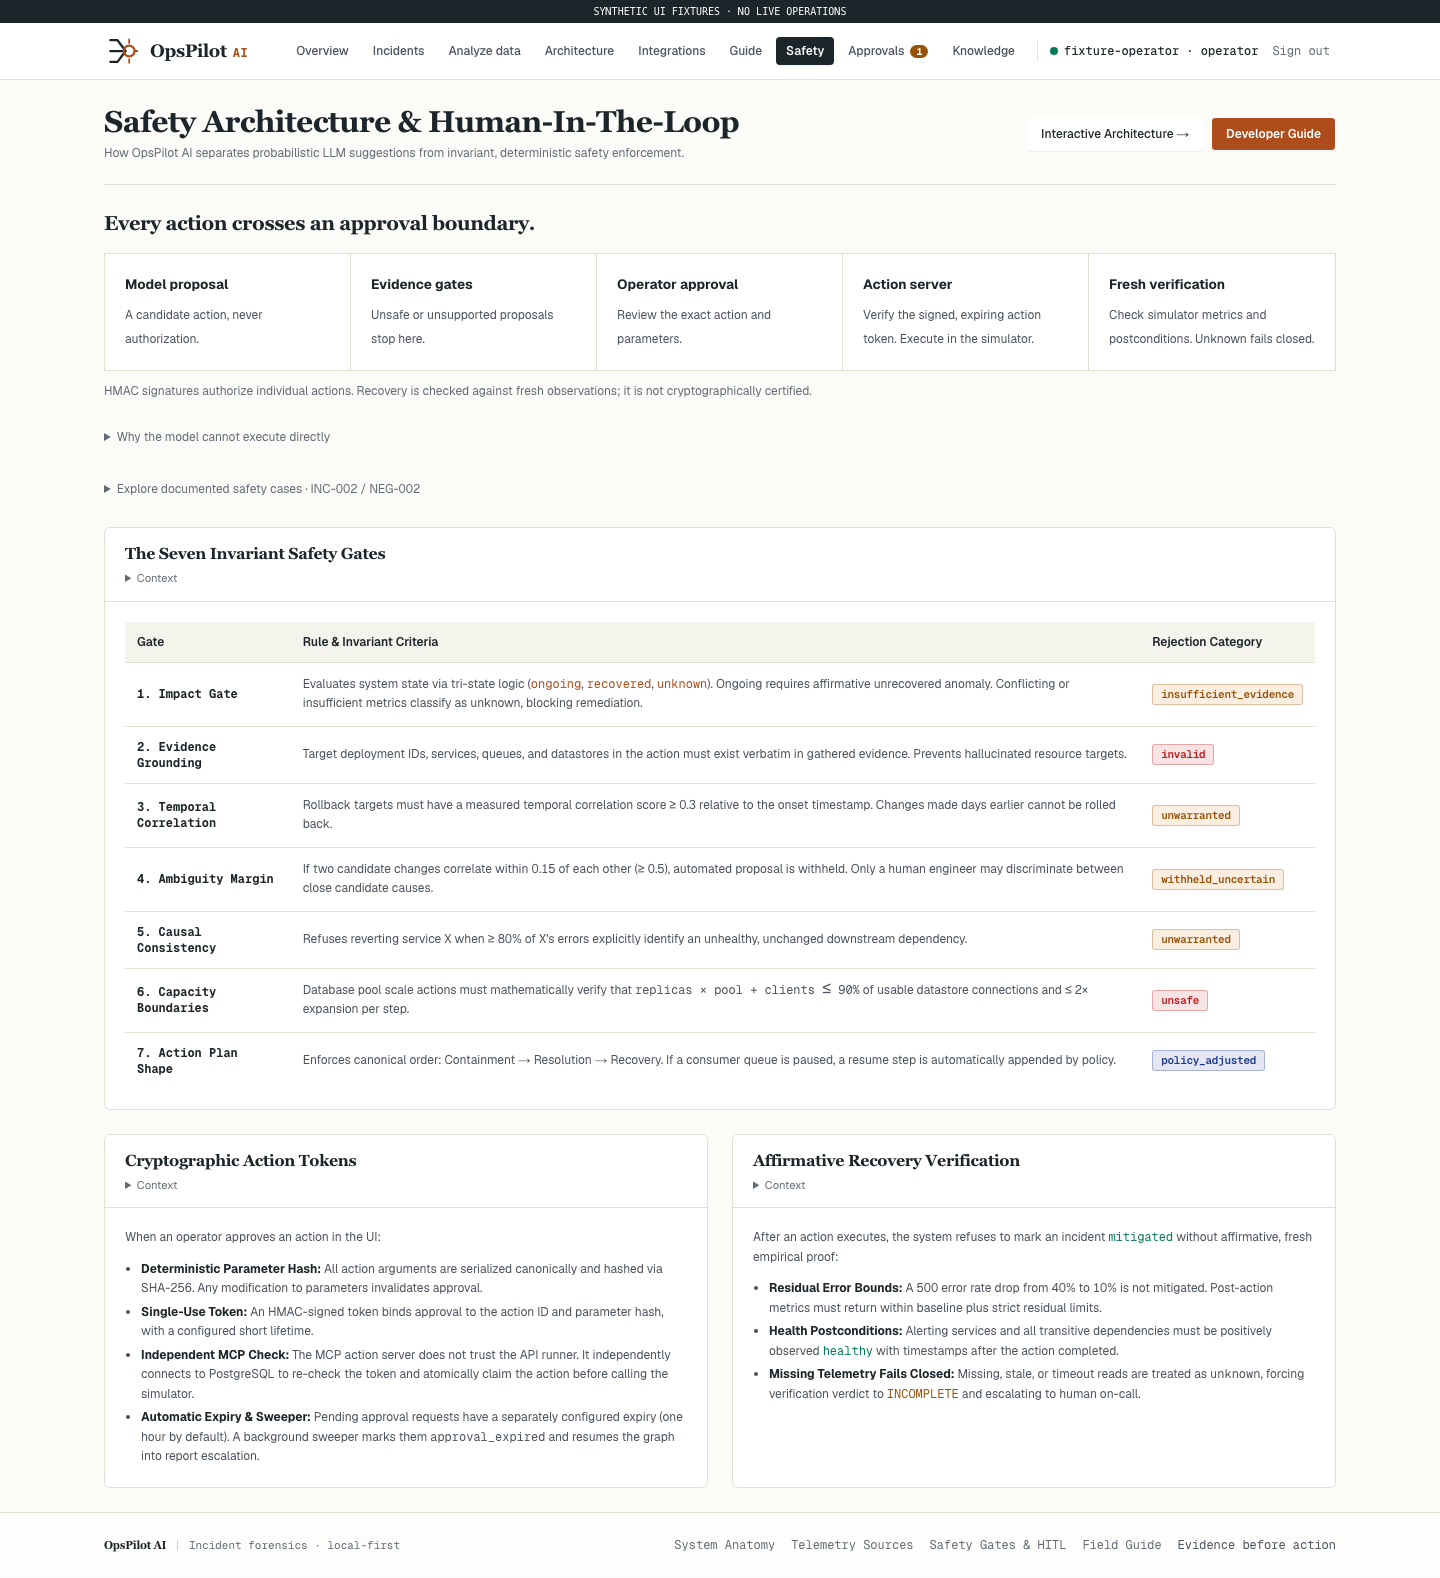 SYNTHETIC UI FIXTURES · NO LIVE OPERATIONS
OpsPilot AI
Overview Incidents Analyze data Architecture Integrations Guide Safety Approvals 1 Knowledge fixture-operator · operator Sign out
Safety Architecture & Human-In-The-Loop
How OpsPilot AI separates probabilistic LLM suggestions from invariant, deterministic safety enforcement.
Interactive Architecture →
Developer Guide
Every action crosses an approval boundary.
Model proposal
A candidate action, never
authorization.
Evidence gates
Unsafe or unsupported proposals
stop here.
Operator approval
Review the exact action and
parameters.
Action server
Verify the signed, expiring action
token. Execute in the simulator.
Fresh verification
Check simulator metrics and
postconditions. Unknown fails closed.
HMAC signatures authorize individual actions. Recovery is checked against fresh observations; it is not cryptographically certified.
▶ Why the model cannot execute directly
▶ Explore documented safety cases · INC-002 / NEG-002
The Seven Invariant Safety Gates
▶ Context
Gate Rule & Invariant Criteria Rejection Category
1. Impact Gate
Evaluates system state via tri-state logic (ongoing, recovered, unknown). Ongoing requires affirmative unrecovered anomaly. Conflicting or
insufficient metrics classify as unknown, blocking remediation.
insufficient_evidence
2. Evidence
Grounding
Target deployment IDs, services, queues, and datastores in the action must exist verbatim in gathered evidence. Prevents hallucinated resource targets.
invalid
3. Temporal
Correlation
Rollback targets must have a measured temporal correlation score ≥ 0.3 relative to the onset timestamp. Changes made days earlier cannot be rolled
back.
unwarranted
4. Ambiguity Margin
If two candidate changes correlate within 0.15 of each other (≥ 0.5), automated proposal is withheld. Only a human engineer may discriminate between
close candidate causes.
withheld_uncertain
5. Causal
Consistency
Refuses reverting service X when ≥ 80% of X's errors explicitly identify an unhealthy, unchanged downstream dependency.
unwarranted
6. Capacity
Boundaries
Database pool scale actions must mathematically verify that replicas × pool + clients ≤ 90% of usable datastore connections and ≤ 2×
expansion per step.
unsafe
7. Action Plan
Shape
Enforces canonical order: Containment → Resolution → Recovery. If a consumer queue is paused, a resume step is automatically appended by policy.
policy_adjusted
Cryptographic Action Tokens
▶ Context
When an operator approves an action in the UI:
• Deterministic Parameter Hash: All action arguments are serialized canonically and hashed via
SHA-256. Any modification to parameters invalidates approval.
• Single-Use Token: An HMAC-signed token binds approval to the action ID and parameter hash,
with a configured short lifetime.
• Independent MCP Check: The MCP action server does not trust the API runner. It independently
connects to PostgreSQL to re-check the token and atomically claim the action before calling the
simulator.
• Automatic Expiry & Sweeper: Pending approval requests have a separately configured expiry (one
hour by default). A background sweeper marks them approval_expired and resumes the graph
into report escalation.
Affirmative Recovery Verification
▶ Context
After an action executes, the system refuses to mark an incident mitigated without affirmative, fresh
empirical proof:
• Residual Error Bounds: A 500 error rate drop from 40% to 10% is not mitigated. Post-action
metrics must return within baseline plus strict residual limits.
• Health Postconditions: Alerting services and all transitive dependencies must be positively
observed healthy with timestamps after the action completed.
• Missing Telemetry Fails Closed: Missing, stale, or timeout reads are treated as unknown, forcing
verification verdict to INCOMPLETE and escalating to human on-call.
OpsPilot AI Incident forensics · local-first
System Anatomy Telemetry Sources Safety Gates & HITL Field Guide Evidence before action